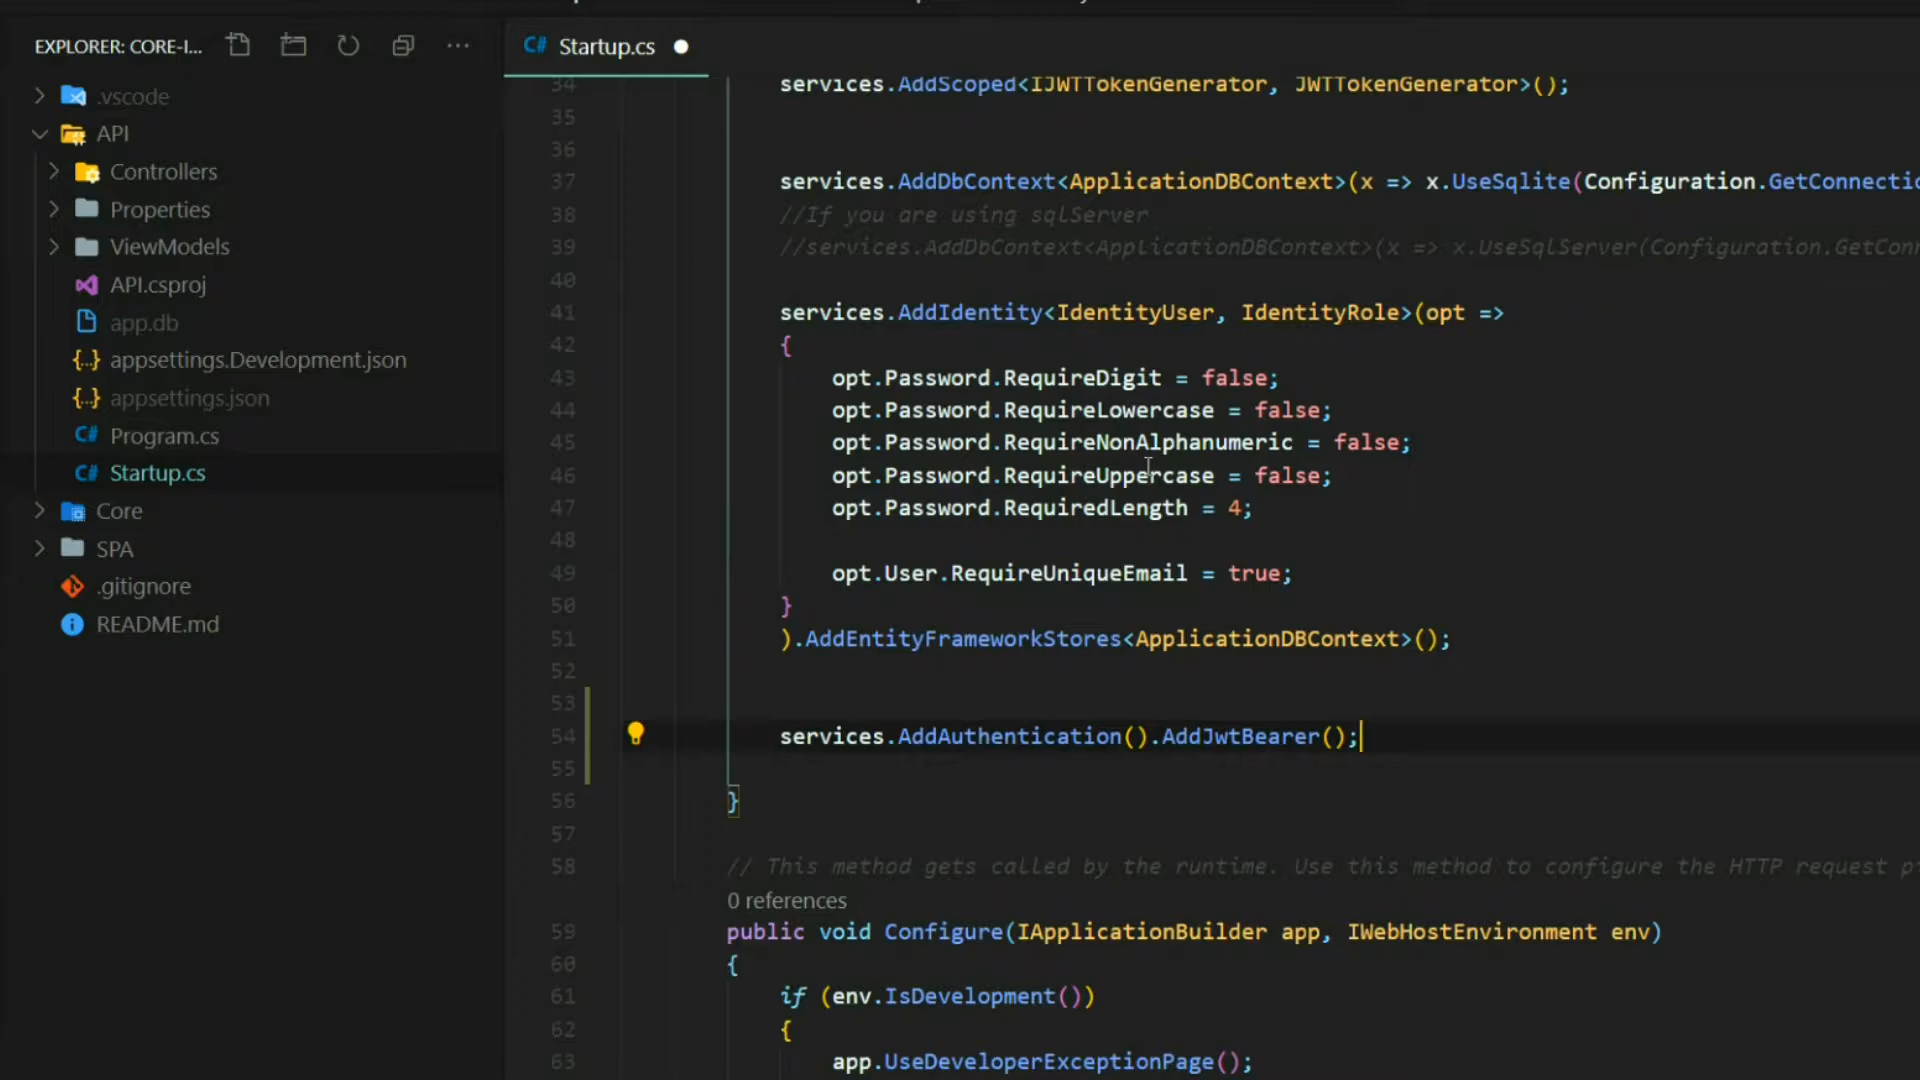 EXPLORER: CORE-I...
.vscode
API
Controllers
Properties
ViewModels
API.csproj
app.db
appsettings.Development.json
appsettings.json
Program.cs
Startup.cs
Core
SPA
.gitignore
README.md
Startup.cs
34 services.AddScoped<IJWTTokenGenerator, JWTTokenGenerator>();
35
36
37 services.AddDbContext<ApplicationDBContext>(x => x.UseSqlite(Configuration.GetConnectio
38 //If you are using sqlServer
39 //services.AddDbContext<ApplicationDBContext>(x => x.UseSqlServer(Configuration.GetConn
40
41 services.AddIdentity<IdentityUser, IdentityRole>(opt =>
42 {
43 opt.Password.RequireDigit = false;
44 opt.Password.RequireLowercase = false;
45 opt.Password.RequireNonAlphanumeric = false;
46 opt.Password.RequireUppercase = false;
47 opt.Password.RequiredLength = 4;
48
49 opt.User.RequireUniqueEmail = true;
50 }
51 ).AddEntityFrameworkStores<ApplicationDBContext>();
52
53
54 services.AddAuthentication().AddJwtBearer();
55
56 }
57
58 // This method gets called by the runtime. Use this method to configure the HTTP request
0 references
59 public void Configure(IApplicationBuilder app, IWebHostEnvironment env)
60 {
61 if (env.IsDevelopment())
62 {
63 app.UseDeveloperExceptionPage();